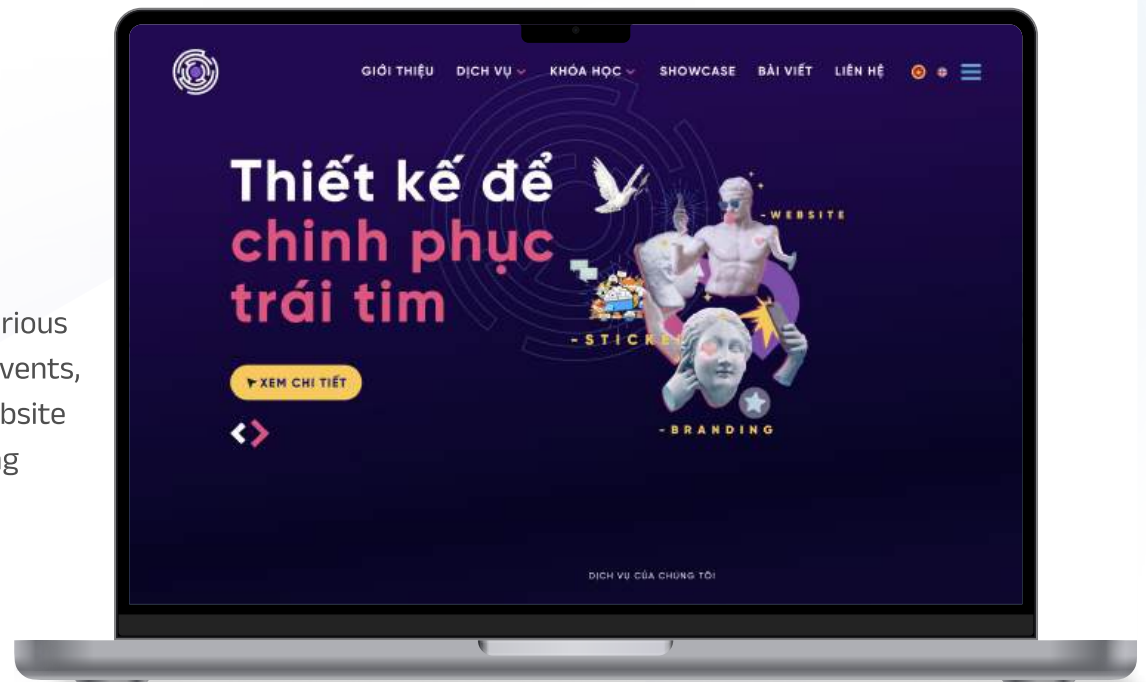 GIỚI THIỆU DỊCH VỤ KHÓA HỌC SHOWCASE BÀI VIẾT LIÊN HỆ
Thiết kế để
chinh phục
trái tim
XEM CHI TIẾT
-WEBSITE
-STICKE
-BRANDING
DỊCH VỤ CỦA CHÚNG TÔI
rious
vents,
bsite
g